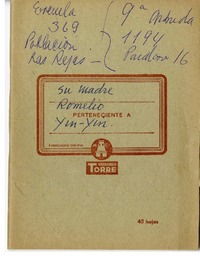 Escuela
369
Población
Las Rejas
9ª Avenida
1194
Paradero 16
su madre
Romelio
PERTENECIENTE A
Yin-Yin.
TORRE
40 hojas